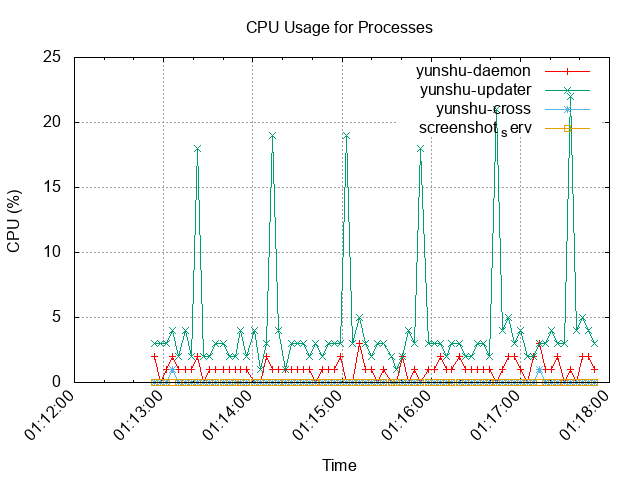 CPU Usage for Processes
25
20
15
10
5
0
CPU (%)
yunshu-daemon
yunshu-updater
yunshu-cross
screenshotserv
01:12:00
01:13:00
01:14:00
01:15:00
01:16:00
01:17:00
01:18:00
Time